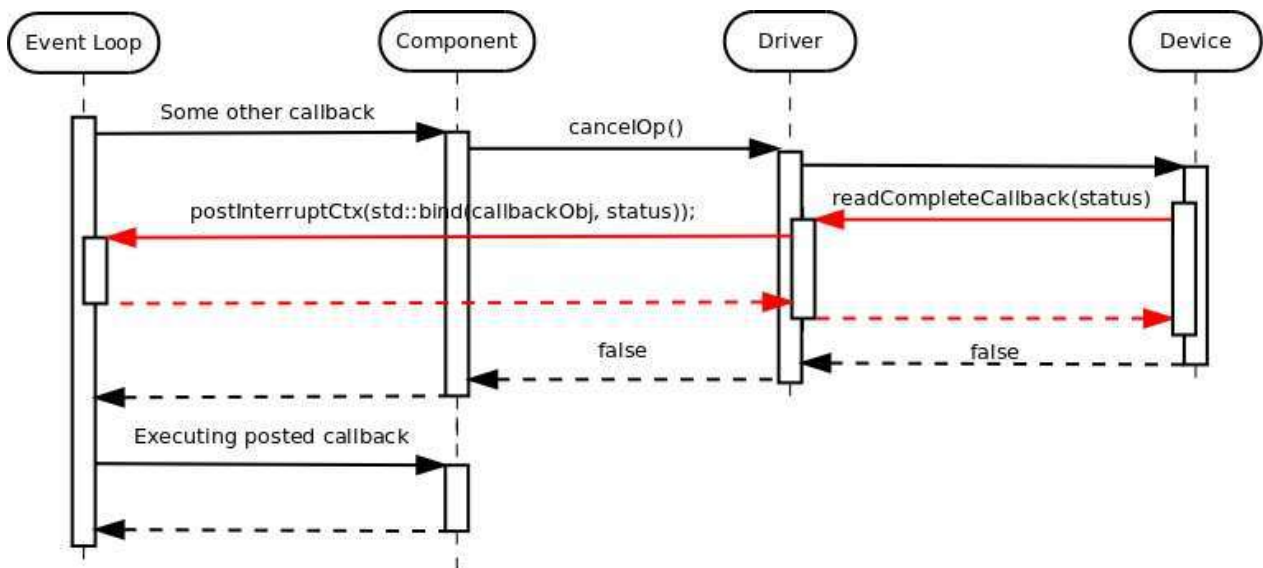 Event Loop
Component
Driver
Device
Some other callback
cancelOp()
readCompleteCallback(status)
postInterruptCtx(std::bind(callbackObj, status));
false
false
Executing posted callback